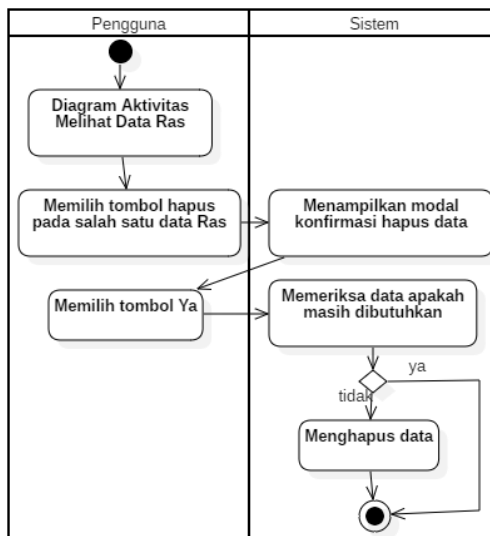 Pengguna
Sistem
Diagram Aktivitas
Melihat Data Ras
Memilih tombol hapus
pada salah satu data Ras
Menampilkan modal
konfirmasi hapus data
Memilih tombol Ya
Memeriksa data apakah
masih dibutuhkan
ya
tidak
Menghapus data